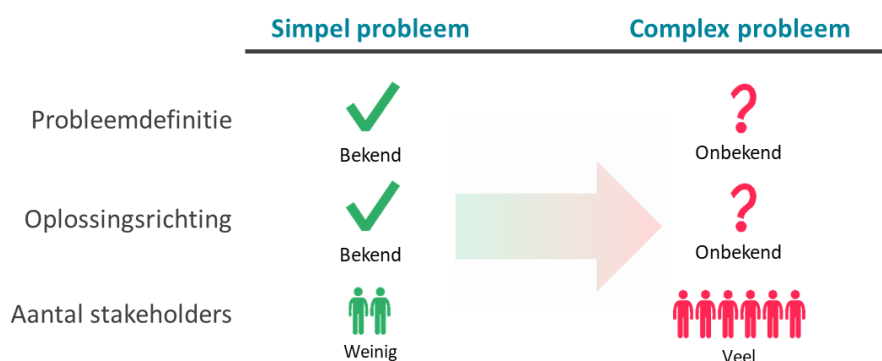 Simpel probleem Complex probleem
Probleemdefinitie
Bekend Onbekend
Oplossingsrichting
Bekend Onbekend
Aantal stakeholders
Weinig Veel